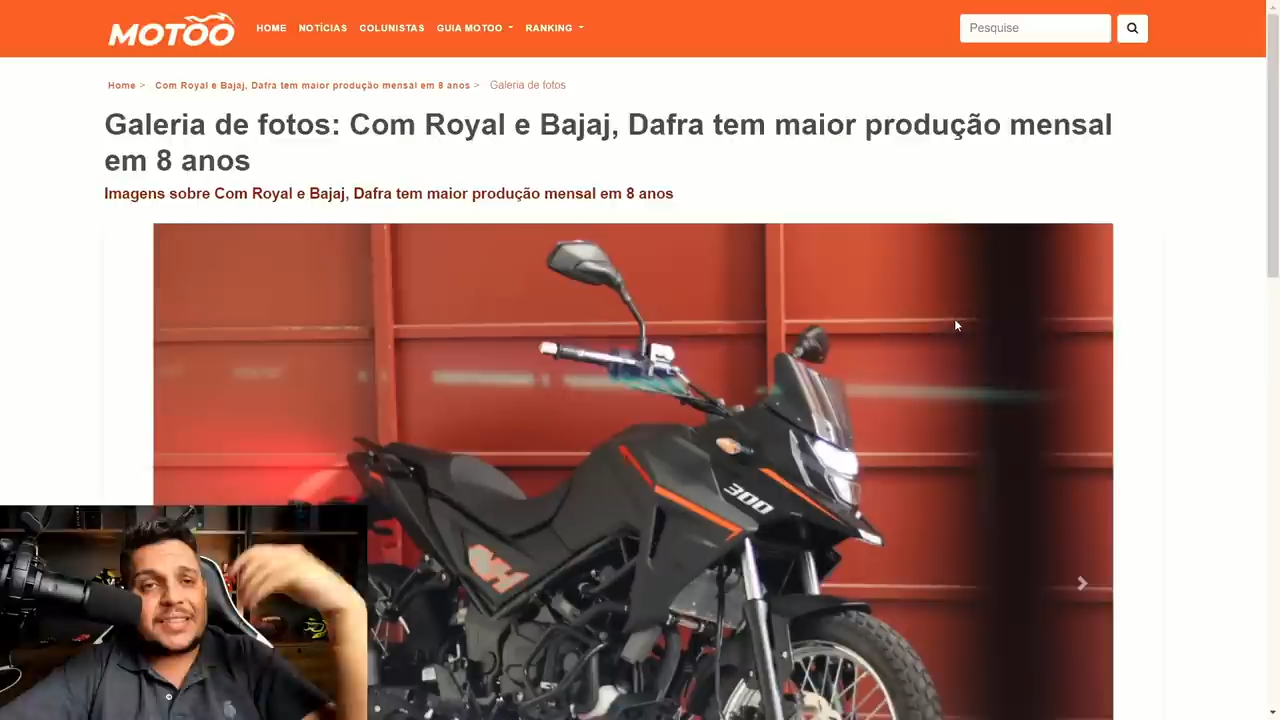 MOTOO
HOME NOTÍCIAS COLUNISTAS GUIA MOTOO RANKING
Pesquise
Home > Com Royal e Bajaj, Dafra tem maior produção mensal em 8 anos > Galeria de fotos
Galeria de fotos: Com Royal e Bajaj, Dafra tem maior produção mensal
em 8 anos
Imagens sobre Com Royal e Bajaj, Dafra tem maior produção mensal em 8 anos
300
NH